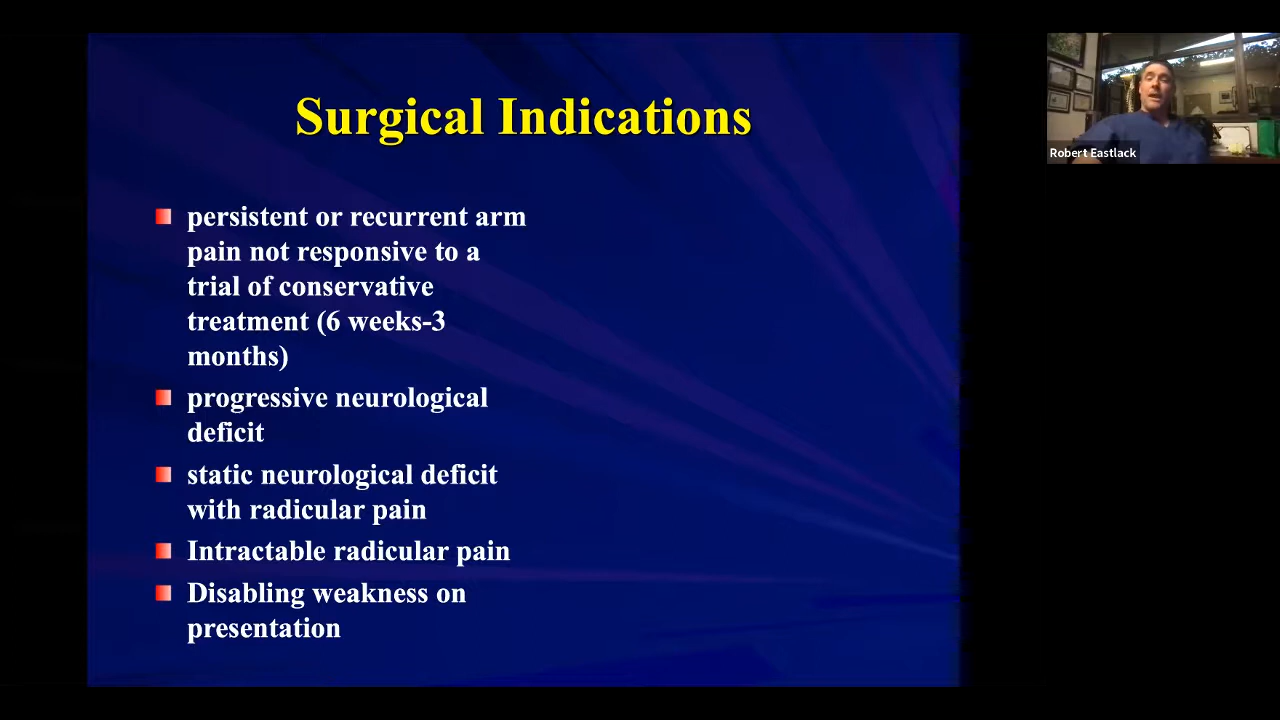 Surgical Indications
persistent or recurrent arm
pain not responsive to a
trial of conservative
treatment (6 weeks-3
months)
progressive neurological
deficit
static neurological deficit
with radicular pain
Intractable radicular pain
Disabling weakness on
presentation
Robert Eastlack